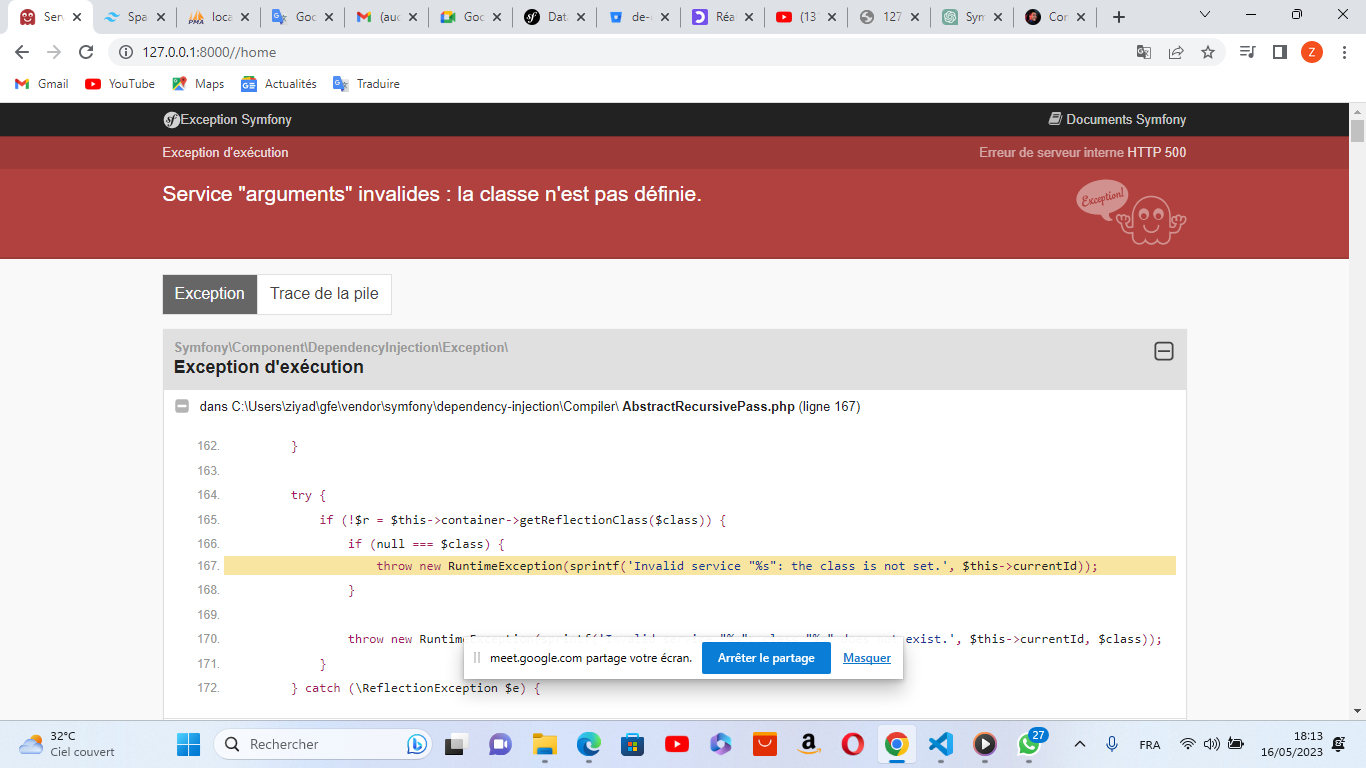 Ser
Spa
loca
Goo
M (auc
Goo
Data
de-
Réa
(13
127
Sym
Cor
127.0.0.1:8000//home
Z
Gmail
YouTube
Maps
Actualités
Traduire
Exception Symfony
Documents Symfony
Exception d'exécution
Erreur de serveur interne HTTP 500
Service "arguments" invalides : la classe n'est pas définie.
Exception!
Exception
Trace de la pile
Symfony\Component\DependencyInjection\Exception\
Exception d'exécution
dans C:\Users\ziyad\gfe\vendor\symfony\dependency-injection\Compiler\ AbstractRecursivePass.php (ligne 167)
162. }
163.
164. try {
165. if (!$r = $this->container->getReflectionClass($class)) {
166. if (null === $class) {
167. throw new RuntimeException(sprintf('Invalid service "%s": the class is not set.', $this->currentId));
168. }
169.
170. throw new exist.', $this->currentId, $class));
171. }
172. } catch (\ReflectionException $e) {
meet.google.com partage votre écran.
Arrêter le partage
Masquer
32°C
Ciel couvert
Rechercher
27
FRA
18:13
16/05/2023